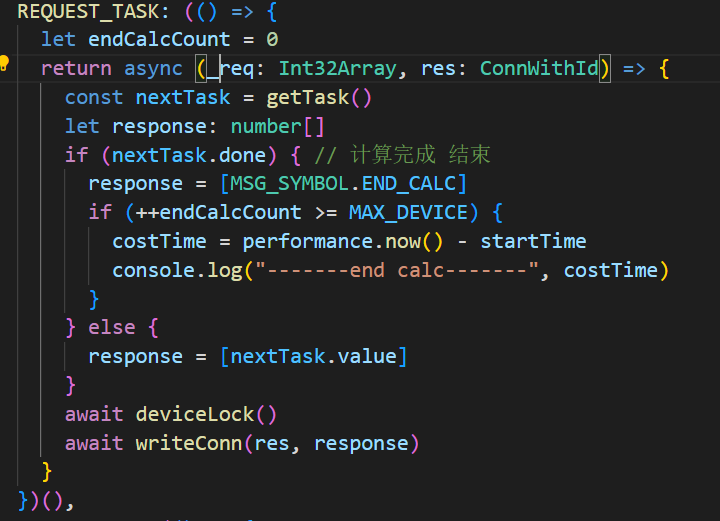 REQUEST_TASK: (() => {
let endCalcCount = 0
return async (_req: Int32Array, res: ConnWithId) => {
const nextTask = getTask()
let response: number[]
if (nextTask.done) { // 计算完成 结束
response = [MSG_SYMBOL.END_CALC]
if (++endCalcCount >= MAX_DEVICE) {
costTime = performance.now() - startTime
console.log("-------end calc-------", costTime)
}
} else {
response = [nextTask.value]
}
await deviceLock()
await writeConn(res, response)
}
})(),